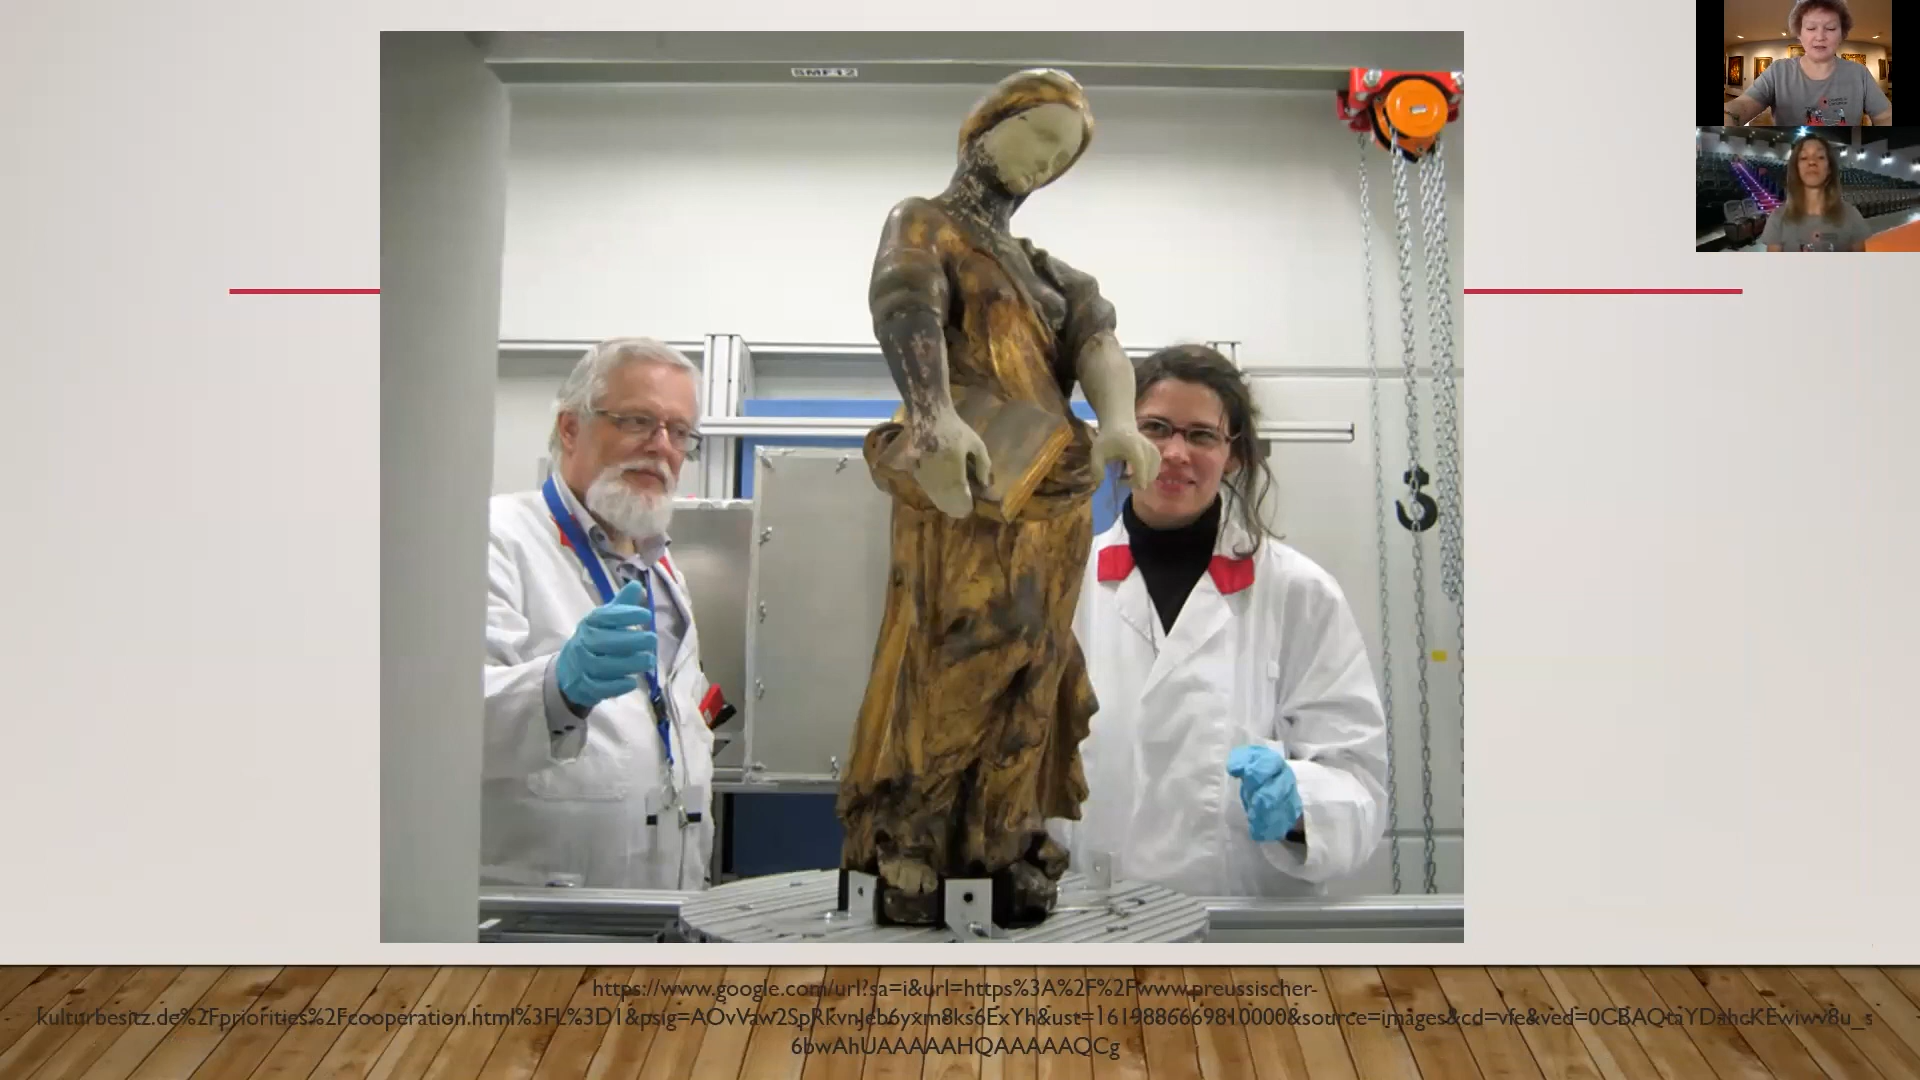 SMF12
https://www.google.com/url?sa=i&url=https%3A%2F%2Fwww.preussischer-
kulturbesitz.de%2Fpriorities%2Fcooperation.html%3FL%3D1&psig=AOvVaw2SpRkvnJeb6yxm8ks6ExYh&ust=1619886669810000&source=images&cd=vfe&ved=0CBAQtaYDahcKEwiwv8u_s
6bwAhUAAAAAHQAAAAAQCg